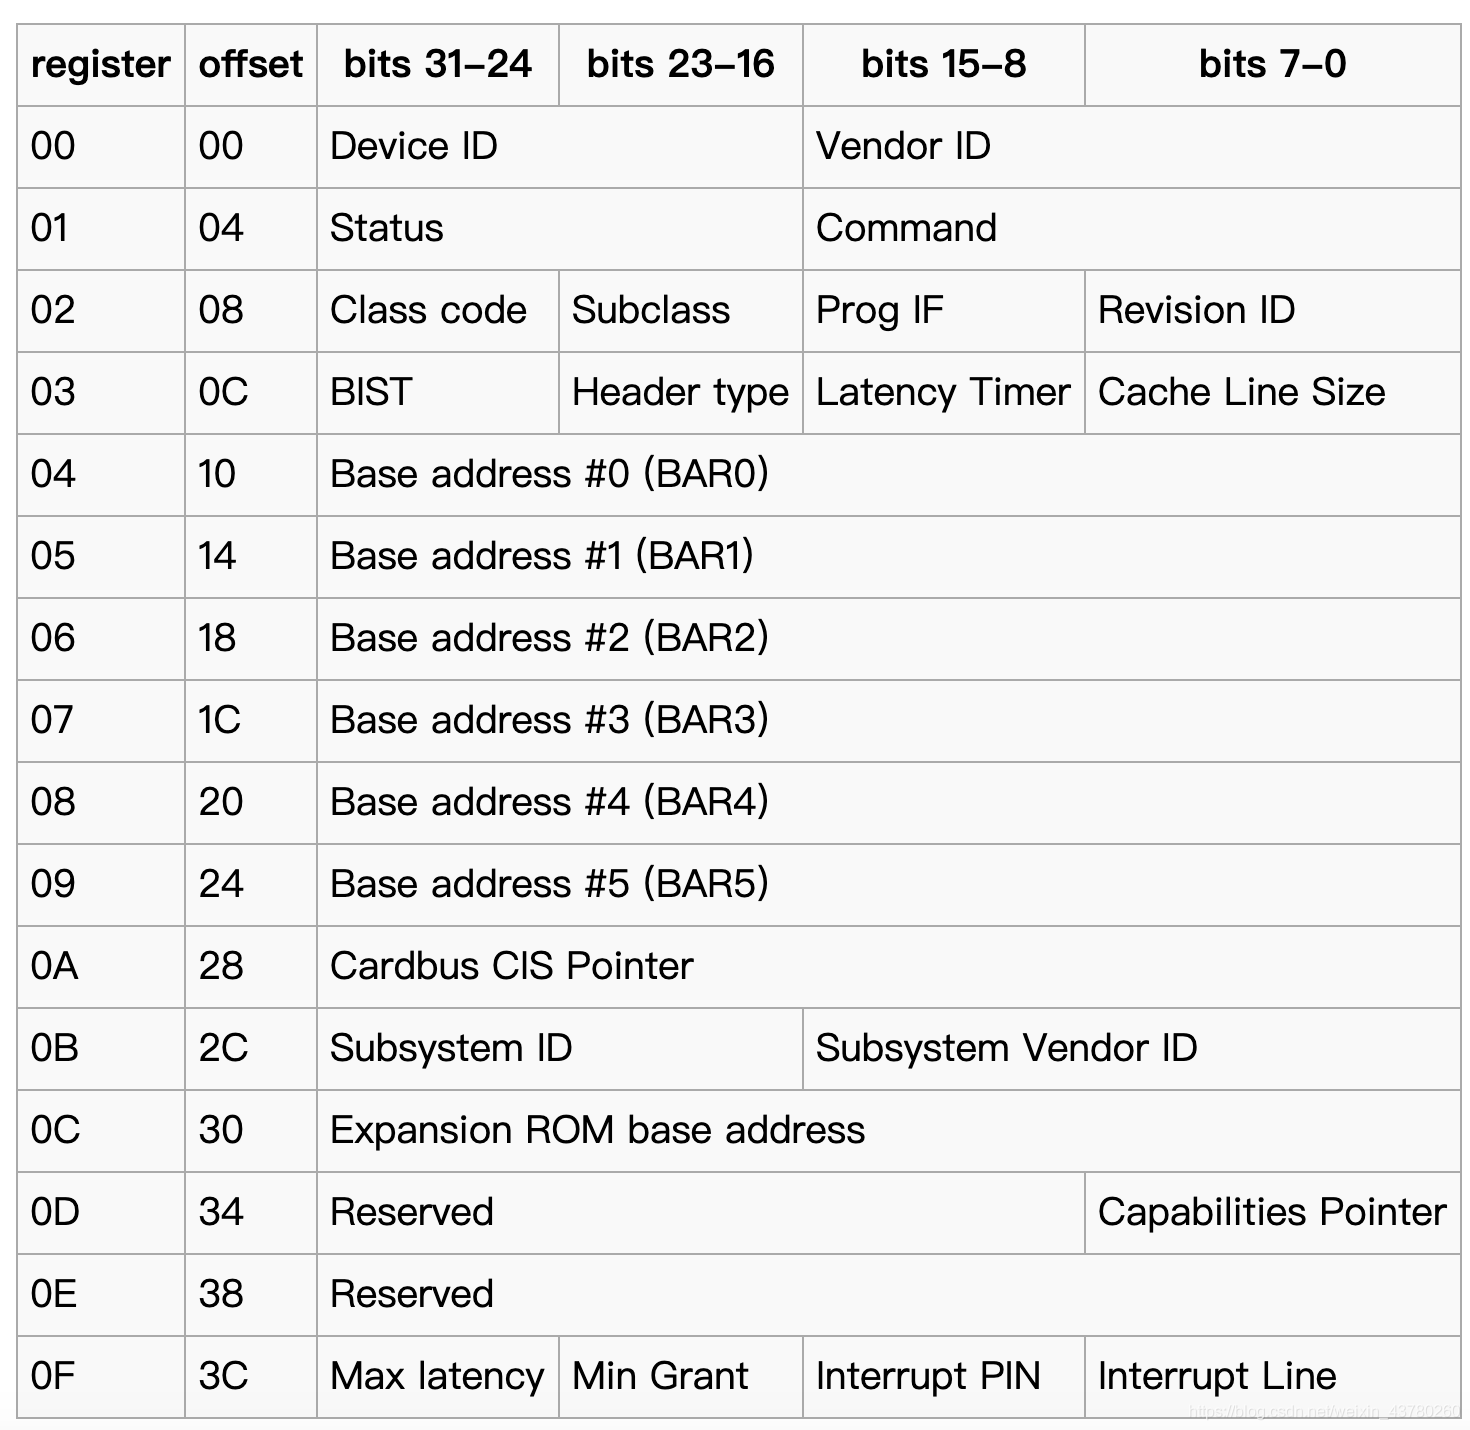 register offset bits 31–24 bits 23–16 bits 15–8 bits 7–0
00 00 Device ID Vendor ID
01 04 Status Command
02 08 Class code Subclass Prog IF Revision ID
03 0C BIST Header type Latency Timer Cache Line Size
04 10 Base address #0 (BAR0)
05 14 Base address #1 (BAR1)
06 18 Base address #2 (BAR2)
07 1C Base address #3 (BAR3)
08 20 Base address #4 (BAR4)
09 24 Base address #5 (BAR5)
0A 28 Cardbus CIS Pointer
0B 2C Subsystem ID Subsystem Vendor ID
0C 30 Expansion ROM base address
0D 34 Reserved Capabilities Pointer
0E 38 Reserved
0F 3C Max latency Min Grant Interrupt PIN Interrupt Line
https://blog.csdn.net/weixin_43780260